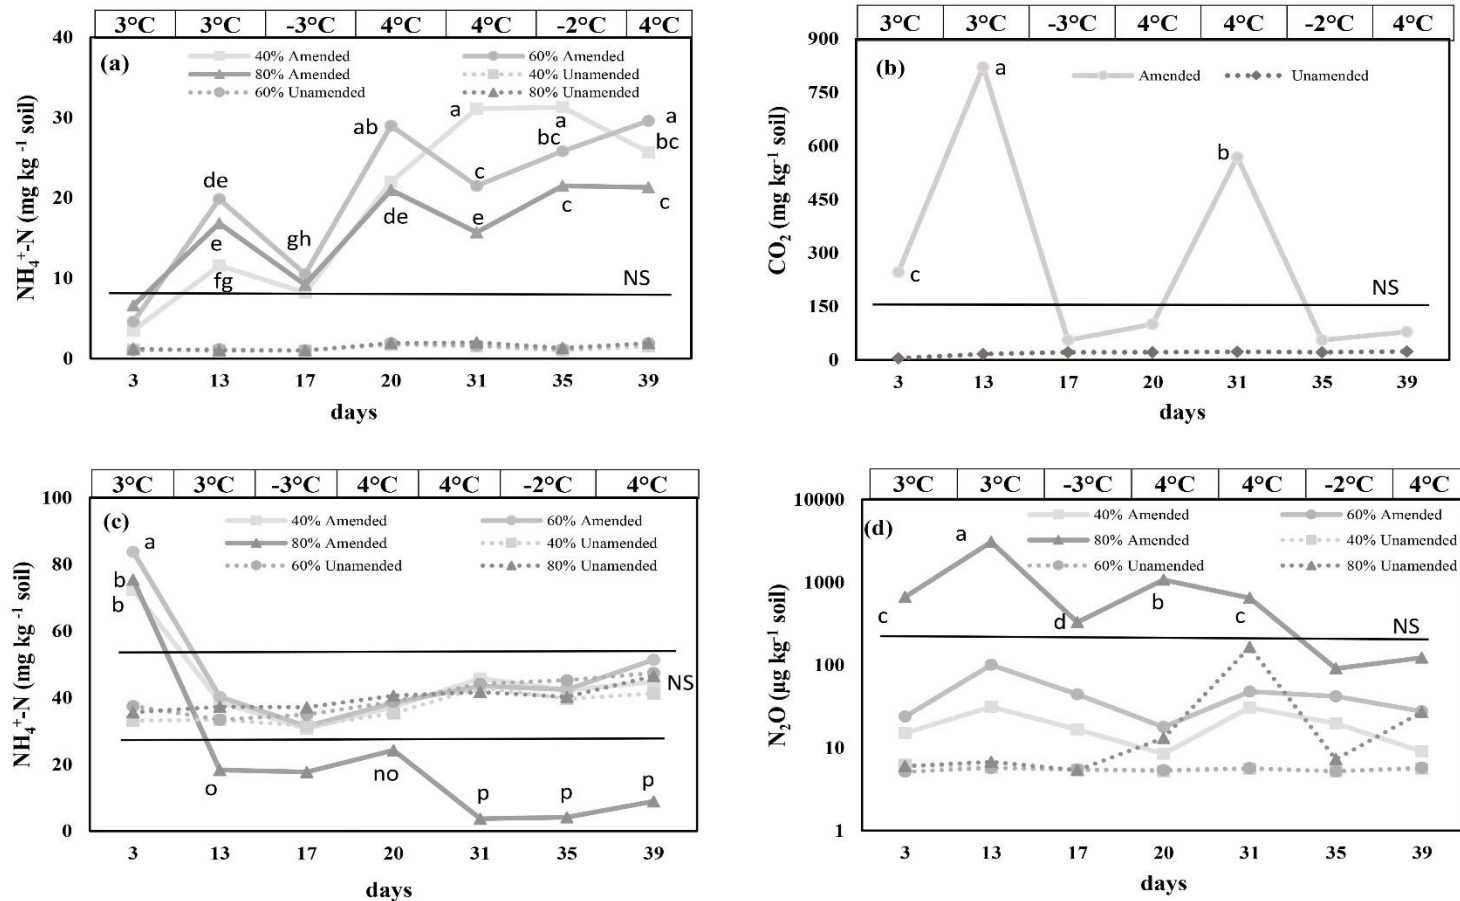 3°C 3°C -3°C 4°C 4°C -2°C 4°C
40
(a)
40% Amended 60% Amended
80% Amended 40% Unamended
60% Unamended 80% Unamended
30
20
10
0
NH₄⁺-N (mg kg ⁻¹ soil)
ab a a a
bc bc
de c
gh
e de e c c
fg
NS
3 13 17 20 31 35 39
days
3°C 3°C -3°C 4°C 4°C -2°C 4°C
900
(b)
Amended Unamended
750
600
450
300
150
0
CO₂ (mg kg⁻¹ soil)
a
b
c
NS
3 13 17 20 31 35 39
days
3°C 3°C -3°C 4°C 4°C -2°C 4°C
100
(c)
40% Amended 60% Amended
80% Amended 40% Unamended
60% Unamended 80% Unamended
80
60
40
20
0
NH₄⁺-N (mg kg ⁻¹ soil)
a
b
b
NS
o no p p p
3 13 17 20 31 35 39
days
3°C 3°C -3°C 4°C 4°C -2°C 4°C
10000
(d)
40% Amended 60% Amended
80% Amended 40% Unamended
60% Unamended 80% Unamended
1000
100
10
1
N₂O (µg kg⁻¹ soil)
a
b
c d c
NS
3 13 17 20 31 35 39
days